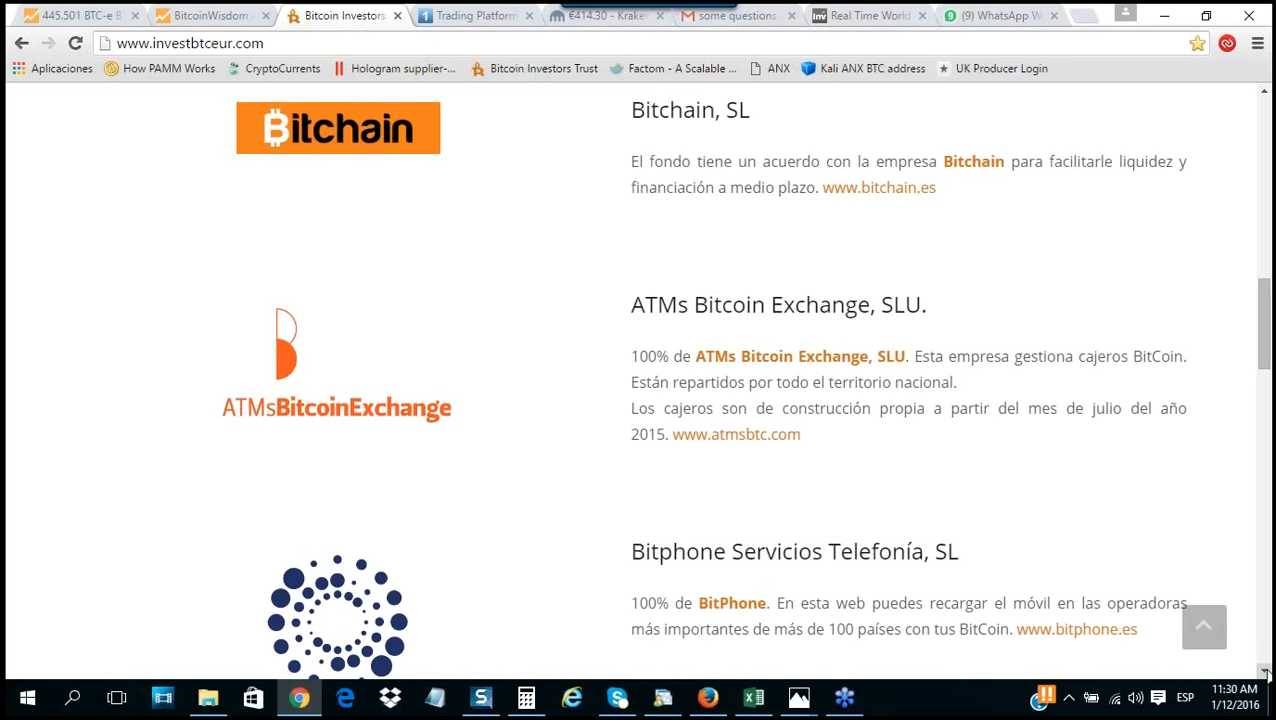 445.501 BTC-e B
BitcoinWisdom
Bitcoin Investors
Trading Platform
€414.30 - Krake
some questions
Real Time World
(9) WhatsApp W
www.investbtceur.com
Aplicaciones
How PAMM Works
CryptoCurrents
Hologram supplier-...
Bitcoin Investors Trust
Factom - A Scalable ...
ANX
Kali ANX BTC address
UK Producer Login
Bitchain
Bitchain, SL
El fondo tiene un acuerdo con la empresa Bitchain para facilitarle liquidez y
financiación a medio plazo. www.bitchain.es
ATMsBitcoinExchange
ATMs Bitcoin Exchange, SLU.
100% de ATMs Bitcoin Exchange, SLU. Esta empresa gestiona cajeros BitCoin.
Están repartidos por todo el territorio nacional.
Los cajeros son de construcción propia a partir del mes de julio del año
2015. www.atmsbtc.com
Bitphone Servicios Telefonía, SL
100% de BitPhone. En esta web puedes recargar el móvil en las operadoras
más importantes de más de 100 países con tus BitCoin. www.bitphone.es
ESP
11:30 AM
1/12/2016